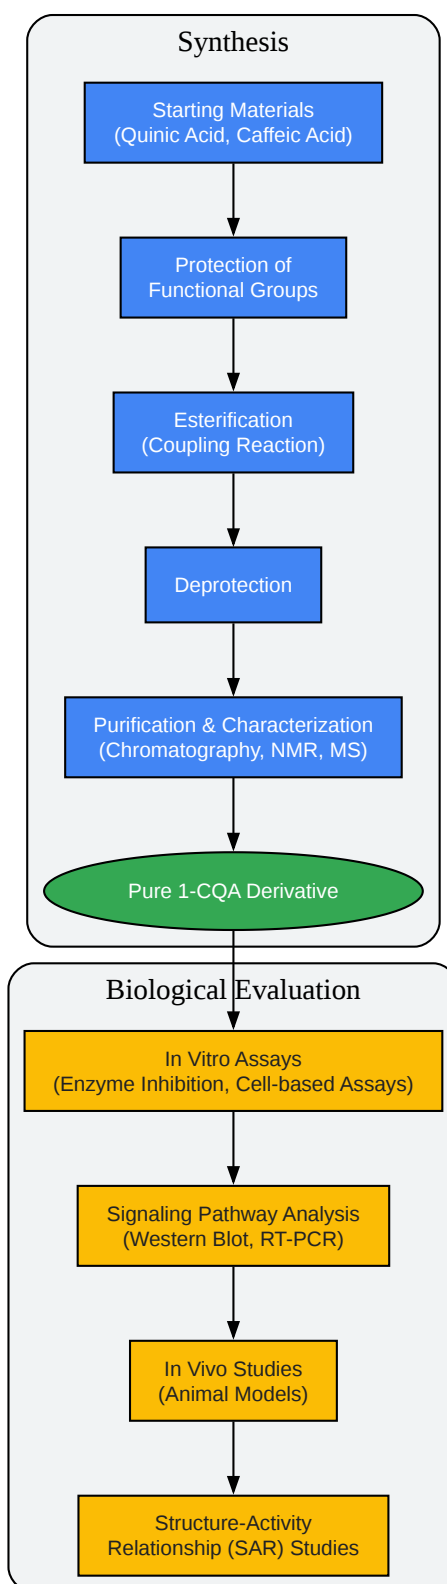 Synthesis
Starting Materials
(Quinic Acid, Caffeic Acid)
Protection of
Functional Groups
Esterification
(Coupling Reaction)
Deprotection
Purification & Characterization
(Chromatography, NMR, MS)
Pure 1-CQA Derivative
Biological Evaluation
In Vitro Assays
(Enzyme Inhibition, Cell-based Assays)
Signaling Pathway Analysis
(Western Blot, RT-PCR)
In Vivo Studies
(Animal Models)
Structure-Activity
Relationship (SAR) Studies